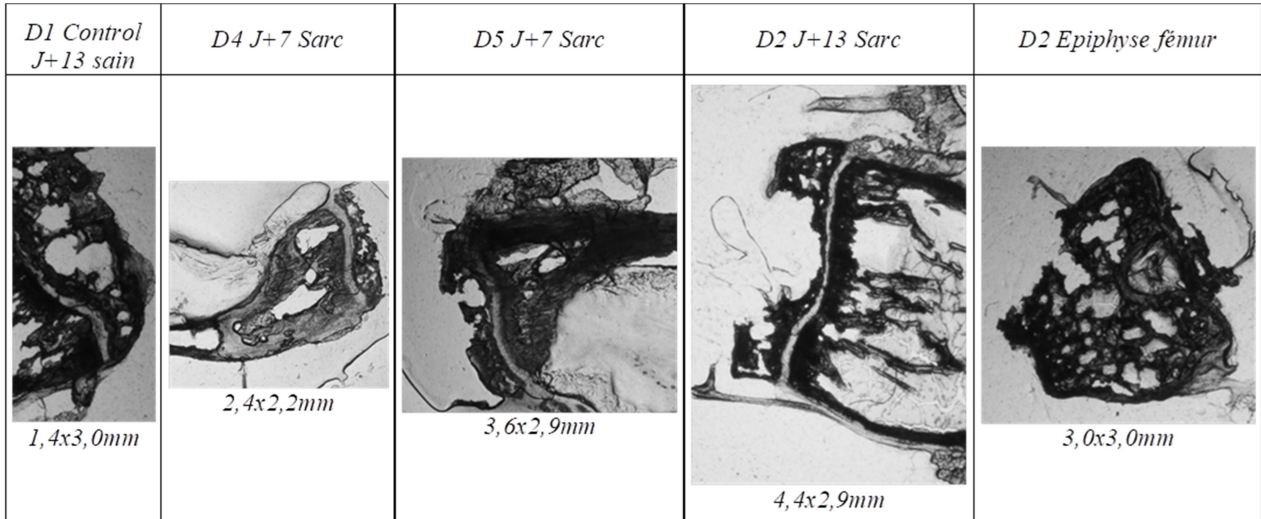 D1 Control
J+13 sain
D4 J+7 Sarc
D5 J+7 Sarc
D2 J+13 Sarc
D2 Epiphyse fémur
1,4x3,0mm
2,4x2,2mm
3,6x2,9mm
4,4x2,9mm
3,0x3,0mm